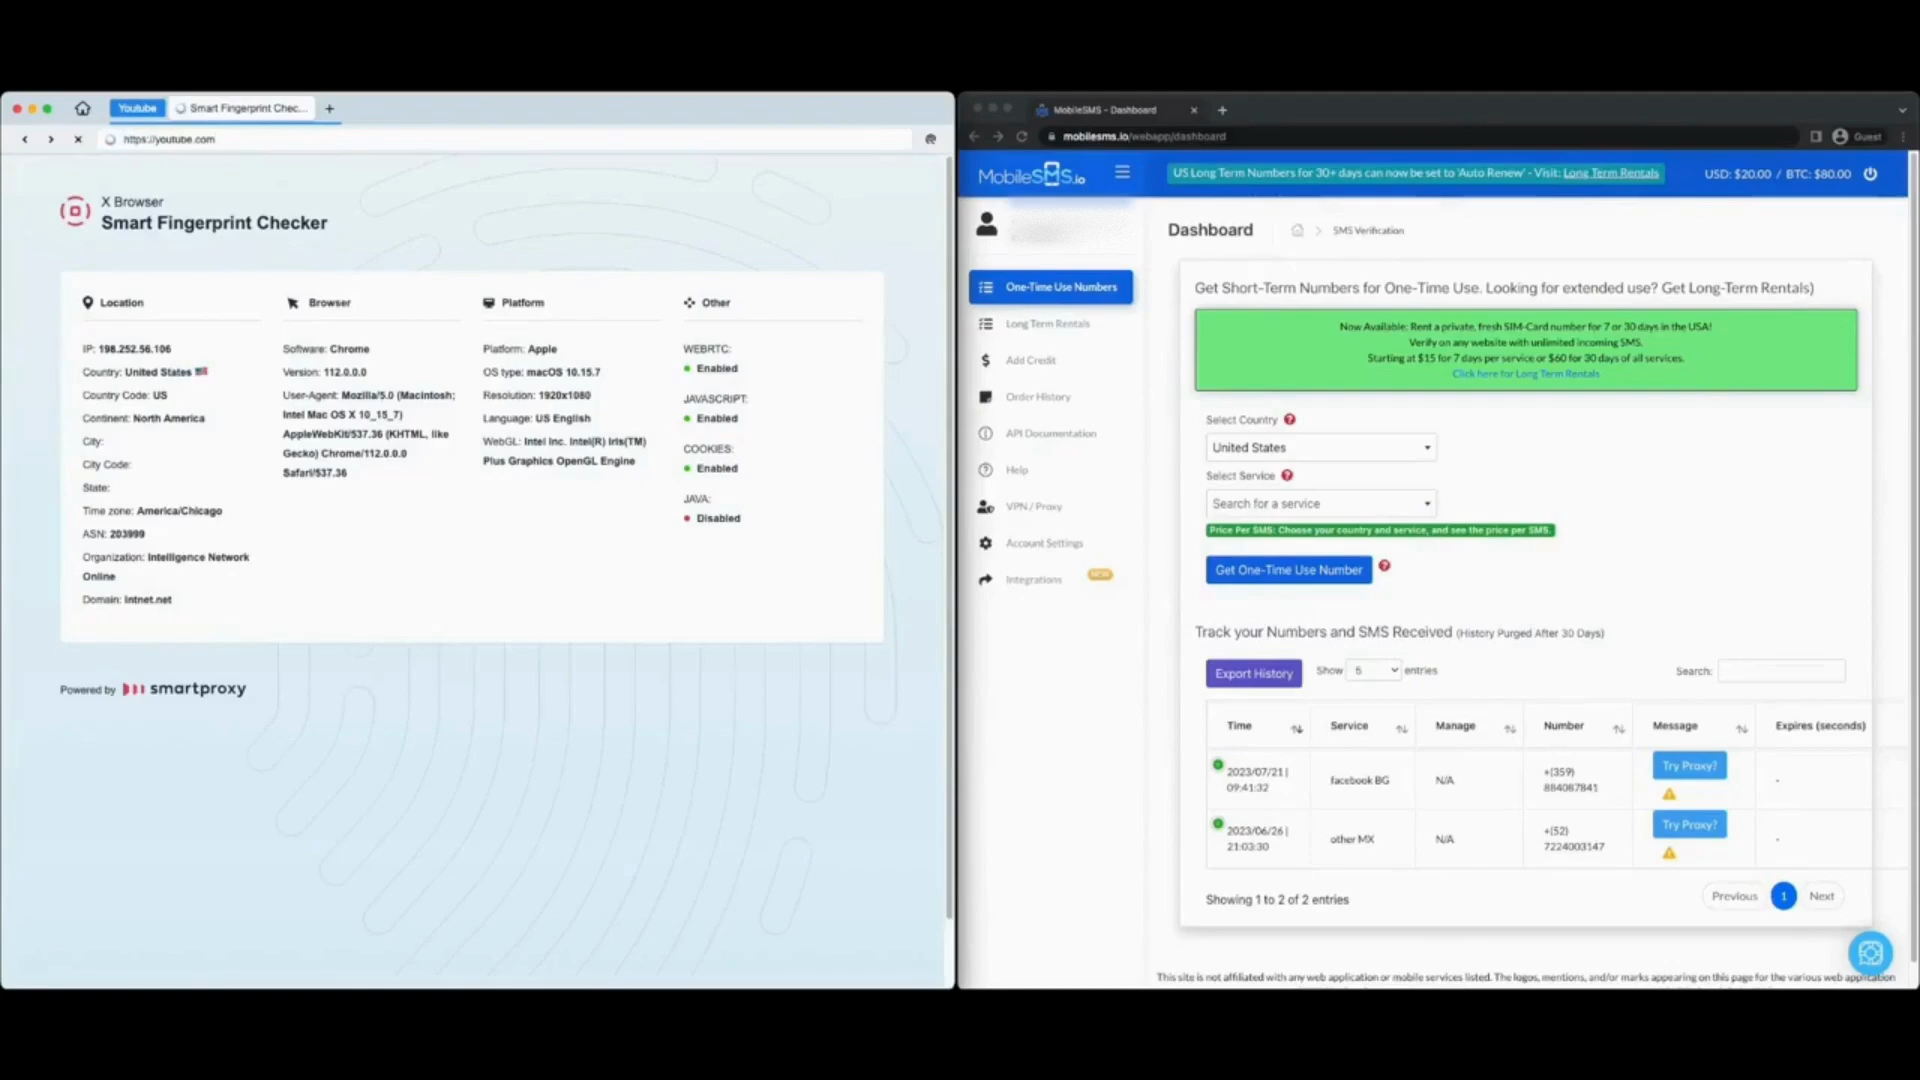 Youtube
Smart Fingerprint Chec...
https://youtube.com
X Browser
Smart Fingerprint Checker
Location
IP: 198.252.56.106
Country: United States
Country Code: US
Continent: North America
City:
City Code:
State:
Time zone: America/Chicago
ASN: 203999
Organization: Intelligence Network
Online
Domain: intnet.net
Browser
Software: Chrome
Version: 112.0.0.0
User-Agent: Mozilla/5.0 (Macintosh;
Intel Mac OS X 10_15_7)
AppleWebKit/537.36 (KHTML, like
Gecko) Chrome/112.0.0.0
Safari/537.36
Platform
Platform: Apple
OS type: macOS 10.15.7
Resolution: 1920x1080
Language: US English
WebGL: Intel Inc. Intel(R) Iris(TM)
Plus Graphics OpenGL Engine
Other
WEBRTC:
Enabled
JAVASCRIPT:
Enabled
COOKIES:
Enabled
JAVA:
Disabled
Powered by smartproxy
MobileSMS - Dashboard
mobilesms.io/webapp/dashboard
Guest
MobileSMS.io
US Long Term Numbers for 30+ days can now be set to 'Auto Renew' - Visit: Long Term Rentals
USD: $20.00 / BTC: $80.00
One-Time Use Numbers
Long Term Rentals
Add Credit
Order History
API Documentation
Help
VPN / Proxy
Account Settings
Integrations
NEW
Dashboard
SMS Verification
Get Short-Term Numbers for One-Time Use. Looking for extended use? Get Long-Term Rentals)
Now Available: Rent a private, fresh SIM-Card number for 7 or 30 days in the USA!
Verify on any website with unlimited incoming SMS.
Starting at $15 for 7 days per service or $60 for 30 days of all services.
Click here for Long Term Rentals
Select Country
United States
Select Service
Search for a service
Price Per SMS: Choose your country and service, and see the price per SMS.
Get One-Time Use Number
Track your Numbers and SMS Received (History Purged After 30 Days)
Export History
Show 5 entries
Search:
Time Service Manage Number Message Expires (seconds)
2023/07/21 |
09:41:32
facebook BG
N/A
+(359)
884087841
Try Proxy?
-
2023/06/26 |
21:03:30
other MX
N/A
+(52)
7224003147
Try Proxy?
-
Showing 1 to 2 of 2 entries
Previous 1 Next
This site is not affiliated with any web application or mobile services listed. The logos, mentions, and/or marks appearing on this page for the various web application